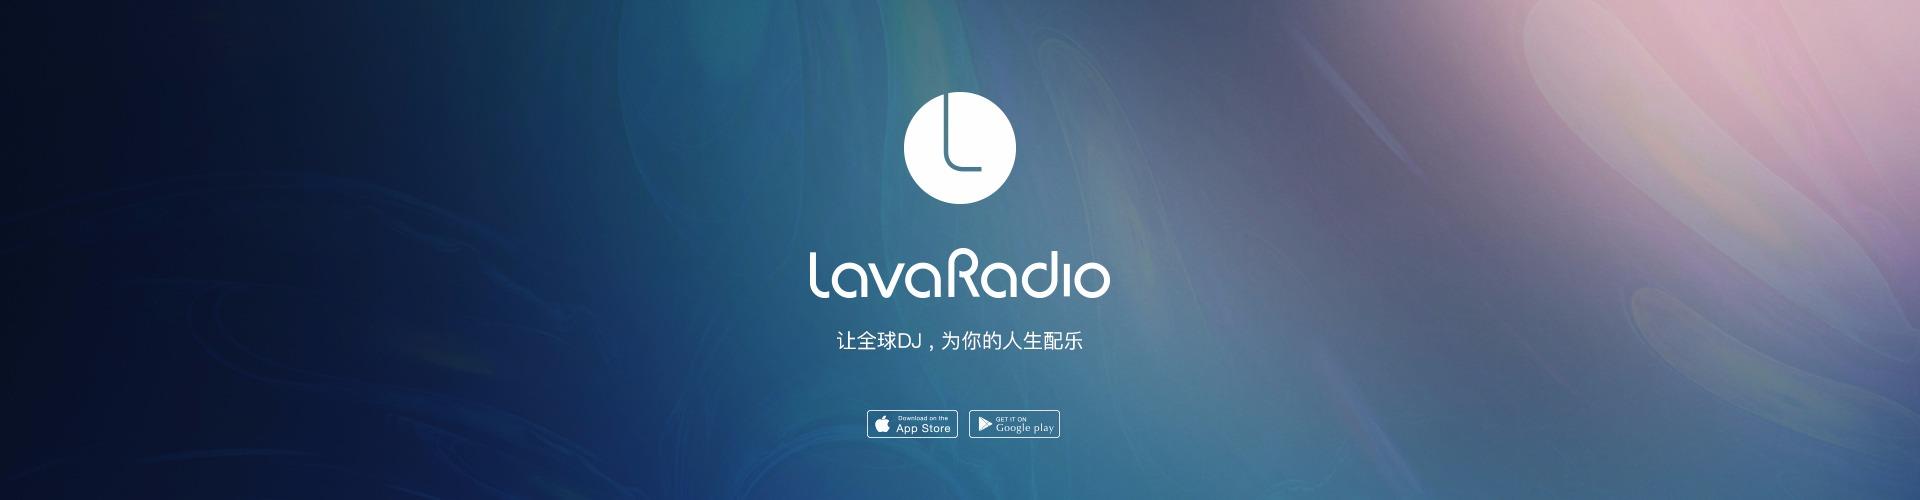 LavaRadio
让全球DJ，为你的人生配乐
Download on the
App Store
GET IT ON
Google play